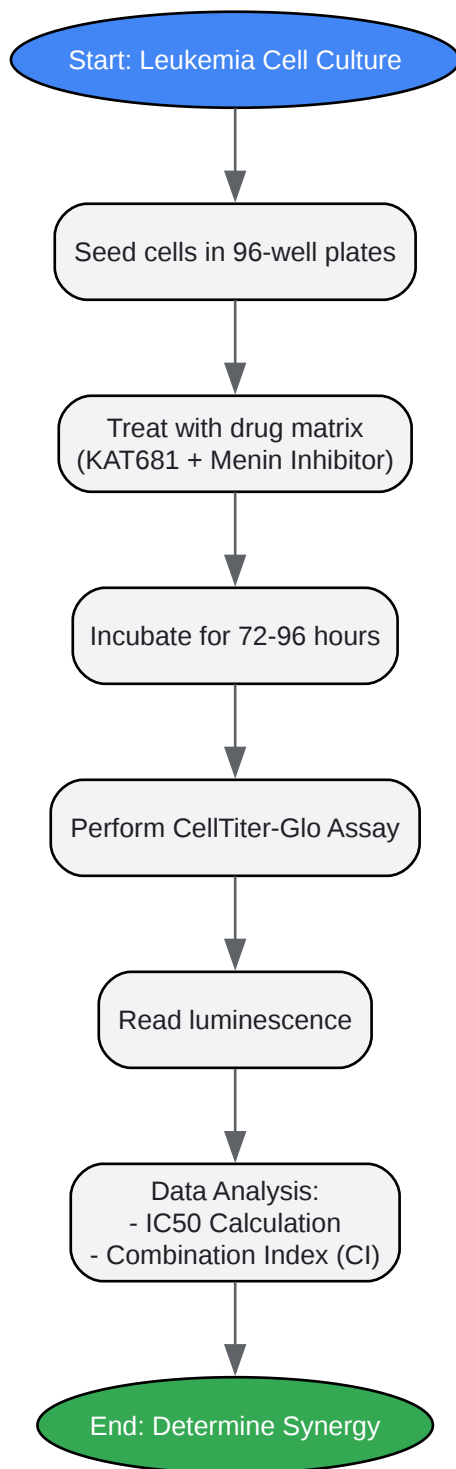 Start: Leukemia Cell Culture
Seed cells in 96-well plates
Treat with drug matrix
(KAT681 + Menin Inhibitor)
Incubate for 72-96 hours
Perform CellTiter-Glo Assay
Read luminescence
Data Analysis:
- IC50 Calculation
- Combination Index (CI)
End: Determine Synergy